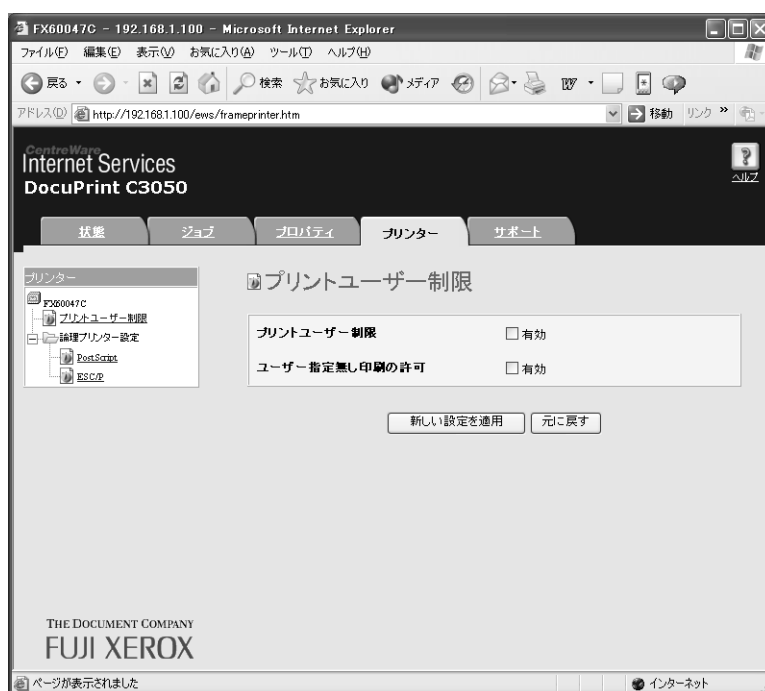 FX60047C - 192.168.1.100 - Microsoft Internet Explorer
ファイル(F) 編集(E) 表示(V) お気に入り(A) ツール(T) ヘルプ(H)
戻る 検索 お気に入り メディア
アドレス(D) http://192.168.1.100/ews/frameprinter.htm 移動 リンク »
CentreWare
Internet Services
DocuPrint C3050
ヘルプ
状態 ジョブ プロパティ プリンター サポート
プリンター
FX60047C
プリントユーザー制限
論理プリンター設定
PostScript
ESC/P
プリントユーザー制限
プリントユーザー制限 有効
ユーザー指定無し印刷の許可 有効
新しい設定を適用 元に戻す
THE DOCUMENT COMPANY
FUJI XEROX
ページが表示されました インターネット